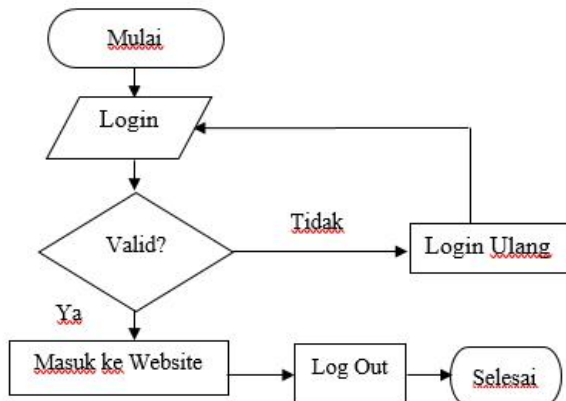 Mulai
Login
Valid?
Tidak
Login Ulang
Ya
Masuk ke Website
Log Out
Selesai